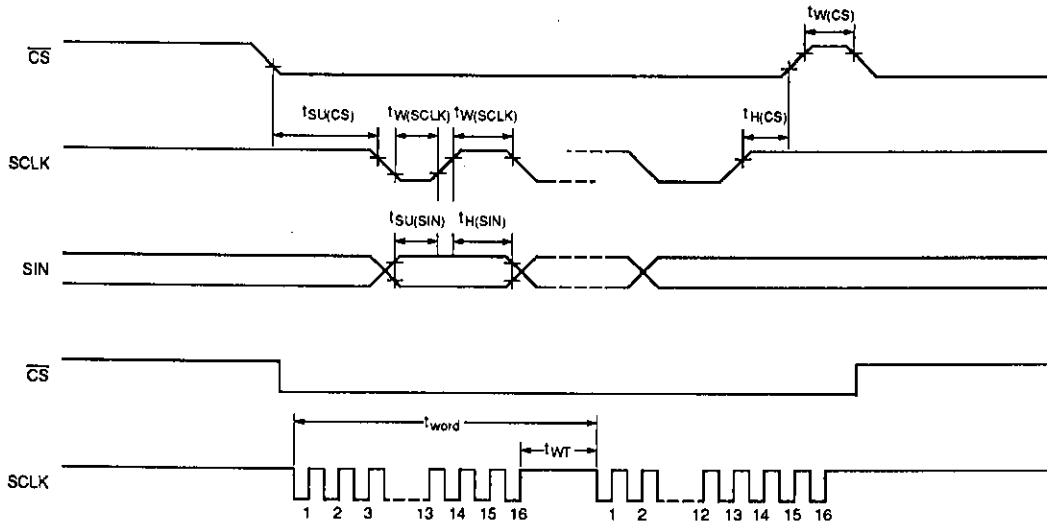 tW(CS)
CS
tSU(CS) tW(SCLK) tW(SCLK) tH(CS)
SCLK
tSU(SIN) tH(SIN)
SIN
CS
tword
tWT
SCLK
1 2 3 13 14 15 16 1 2 12 13 14 15 16